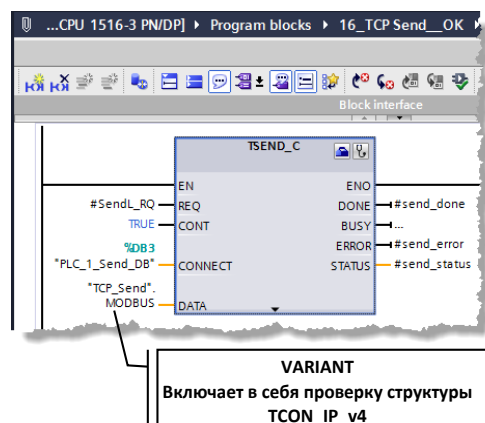 ...CPU 1516-3 PN/DP] ▸ Program blocks ▸ 16_TCP Send__OK
Block interface
TSEND_C
EN
ENO
#SendL_RQ
REQ
DONE
#send_done
TRUE
CONT
BUSY
...
ERROR
#send_error
%DB3
"PLC_1_Send_DB"
CONNECT
STATUS
#send_status
"TCP_Send".
MODBUS
DATA
VARIANT
Включает в себя проверку структуры
TCON_IP_v4